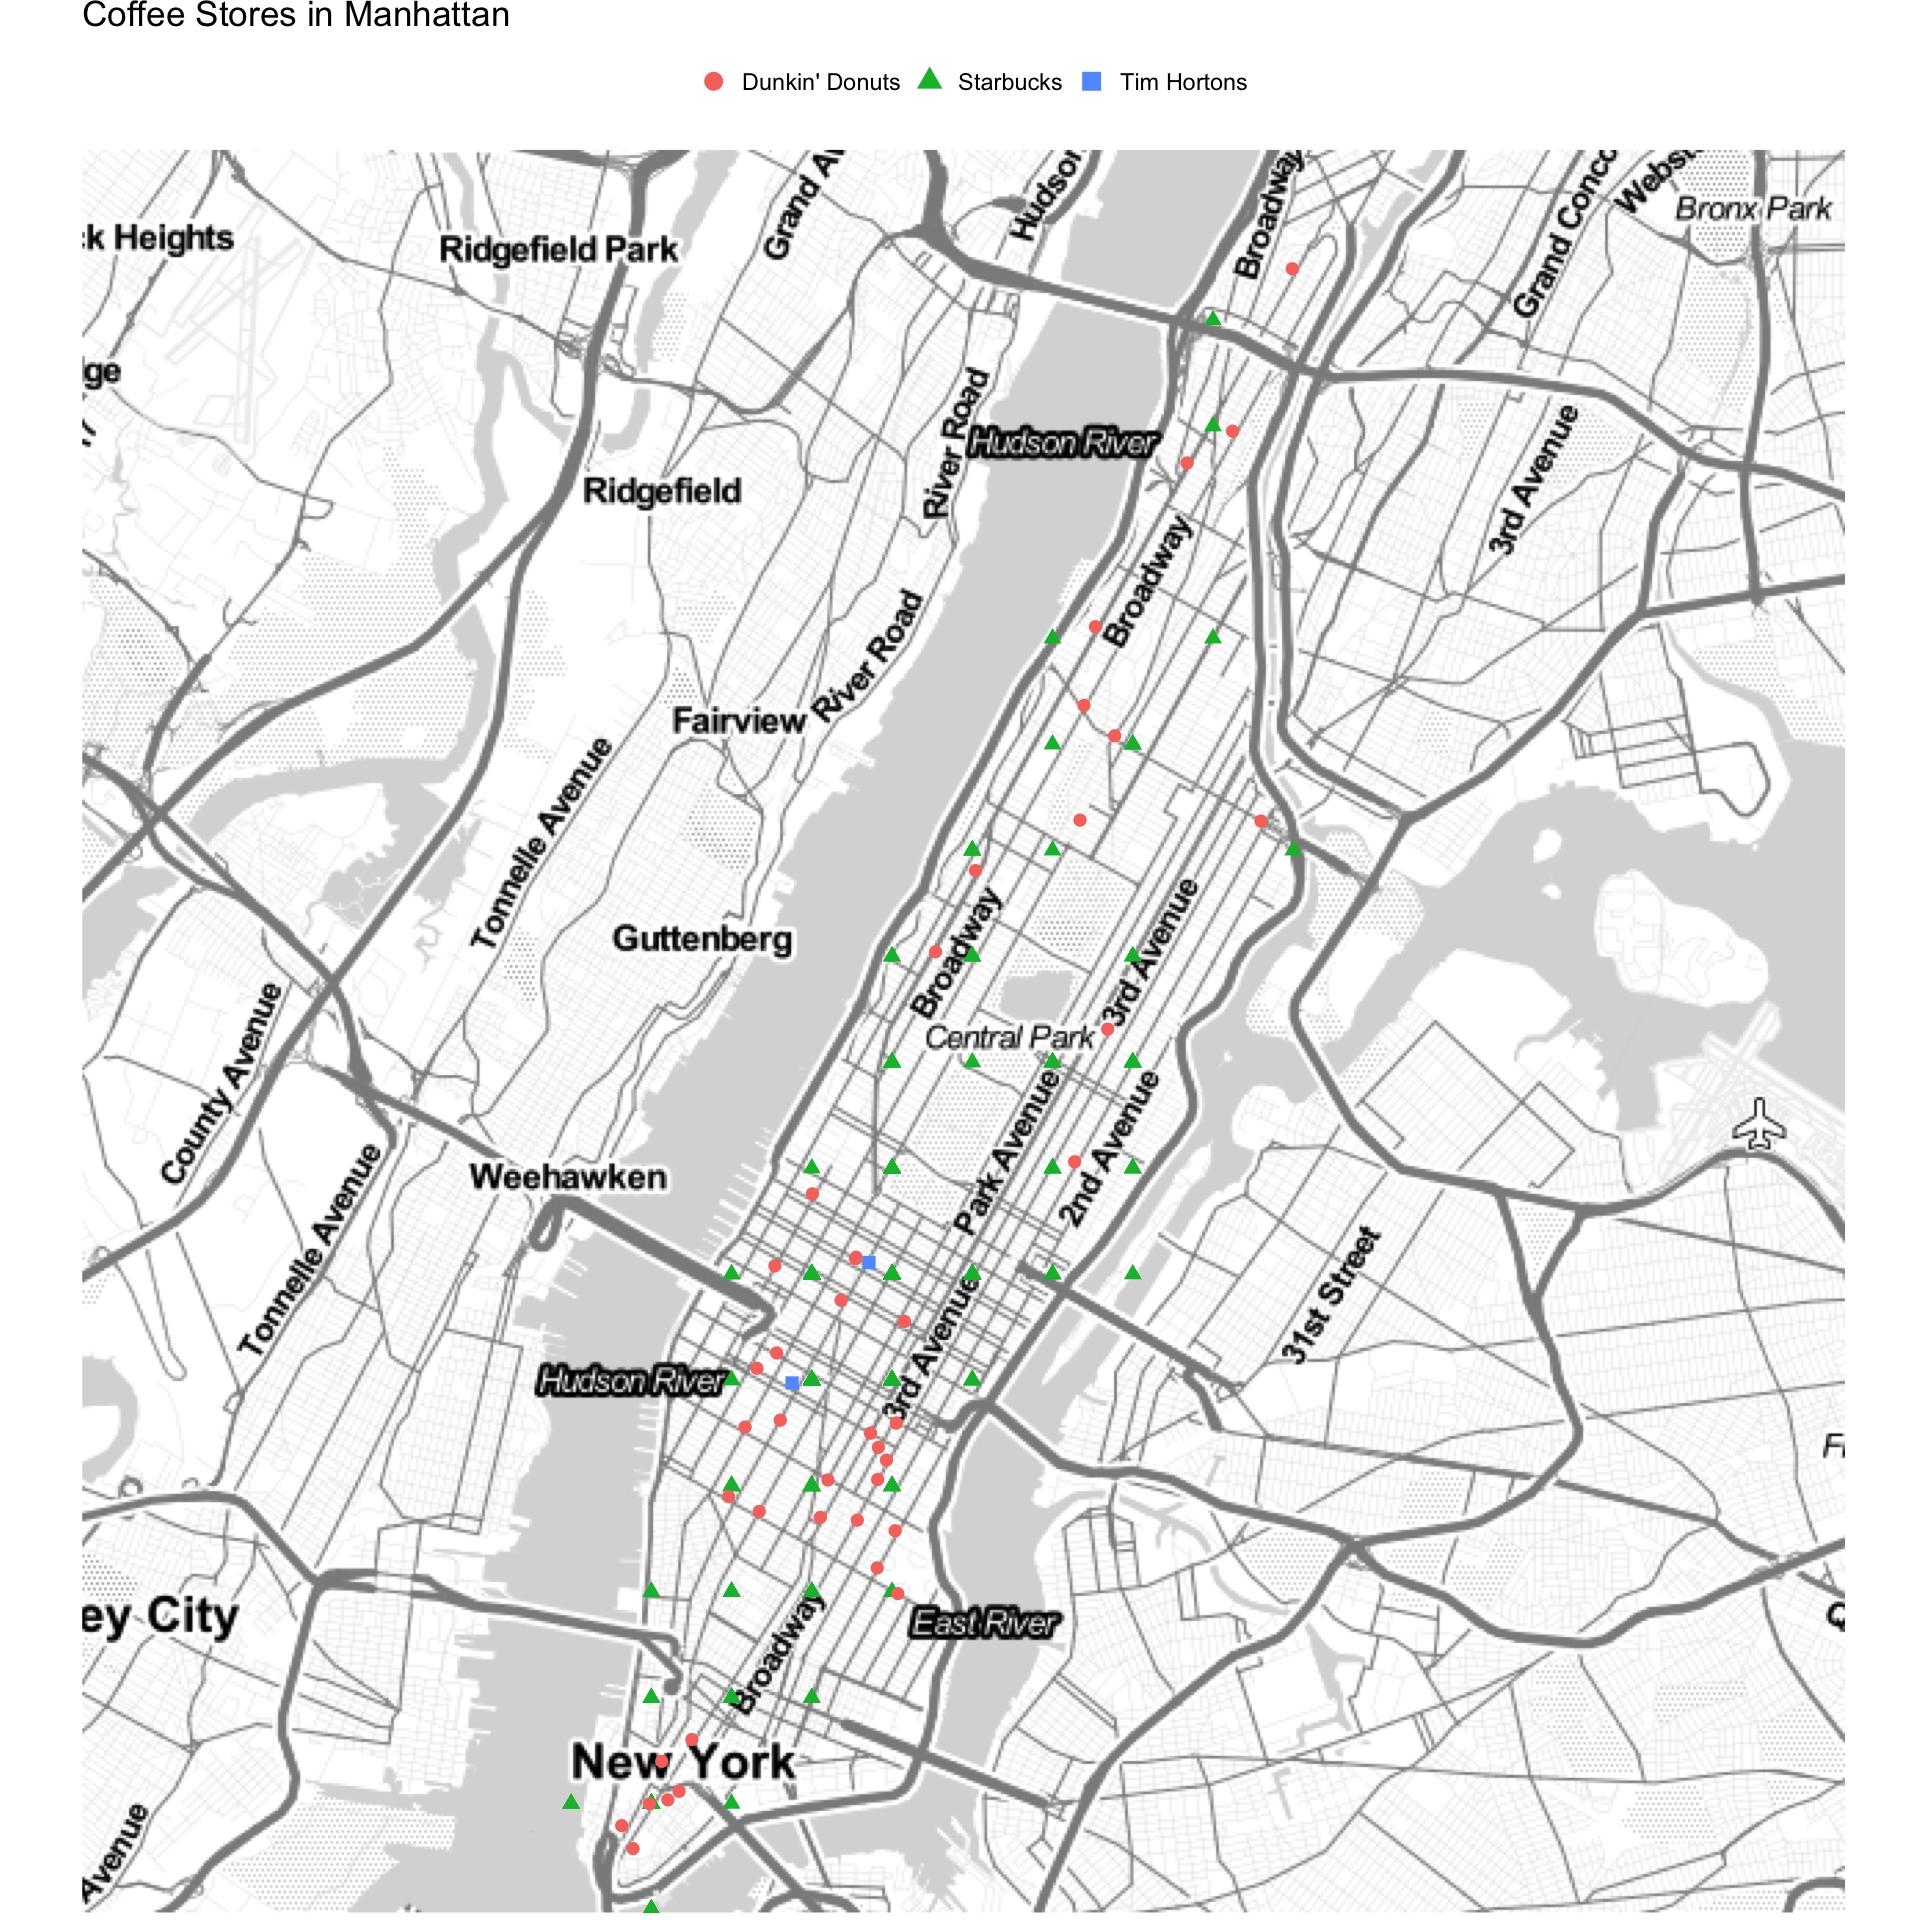 Coffee Stores in Manhattan
Dunkin' Donuts Starbucks Tim Hortons
Broadway
Hudson
Grand Av
Grand Conco
Webst
Bronx Park
k Heights
Ridgefield Park
ge
River Road
Hudson River
3rd Avenue
Ridgefield
Broadway
River Road
Fairview
Tonnelle Avenue
3rd Avenue
Broadway
Guttenberg
Central Park
County Avenue
Park Avenue
2nd Avenue
Weehawken
Tonnelle Avenue
31st Street
3rd Avenue
Hudson River
ey City
East River
Broadway
New York
Avenue